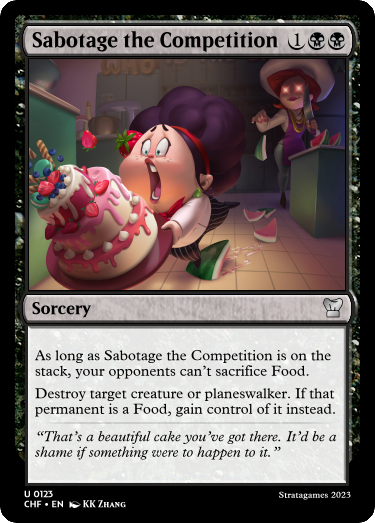 Sabotage the Competition 1
Sorcery
As long as Sabotage the Competition is on the
stack, your opponents can't sacrifice Food.
Destroy target creature or planeswalker. If that
permanent is a Food, gain control of it instead.
"That's a beautiful cake you've got there. It'd be a
shame if something were to happen to it."
U 0123
CHF • EN KK Zhang
Stratagames 2023